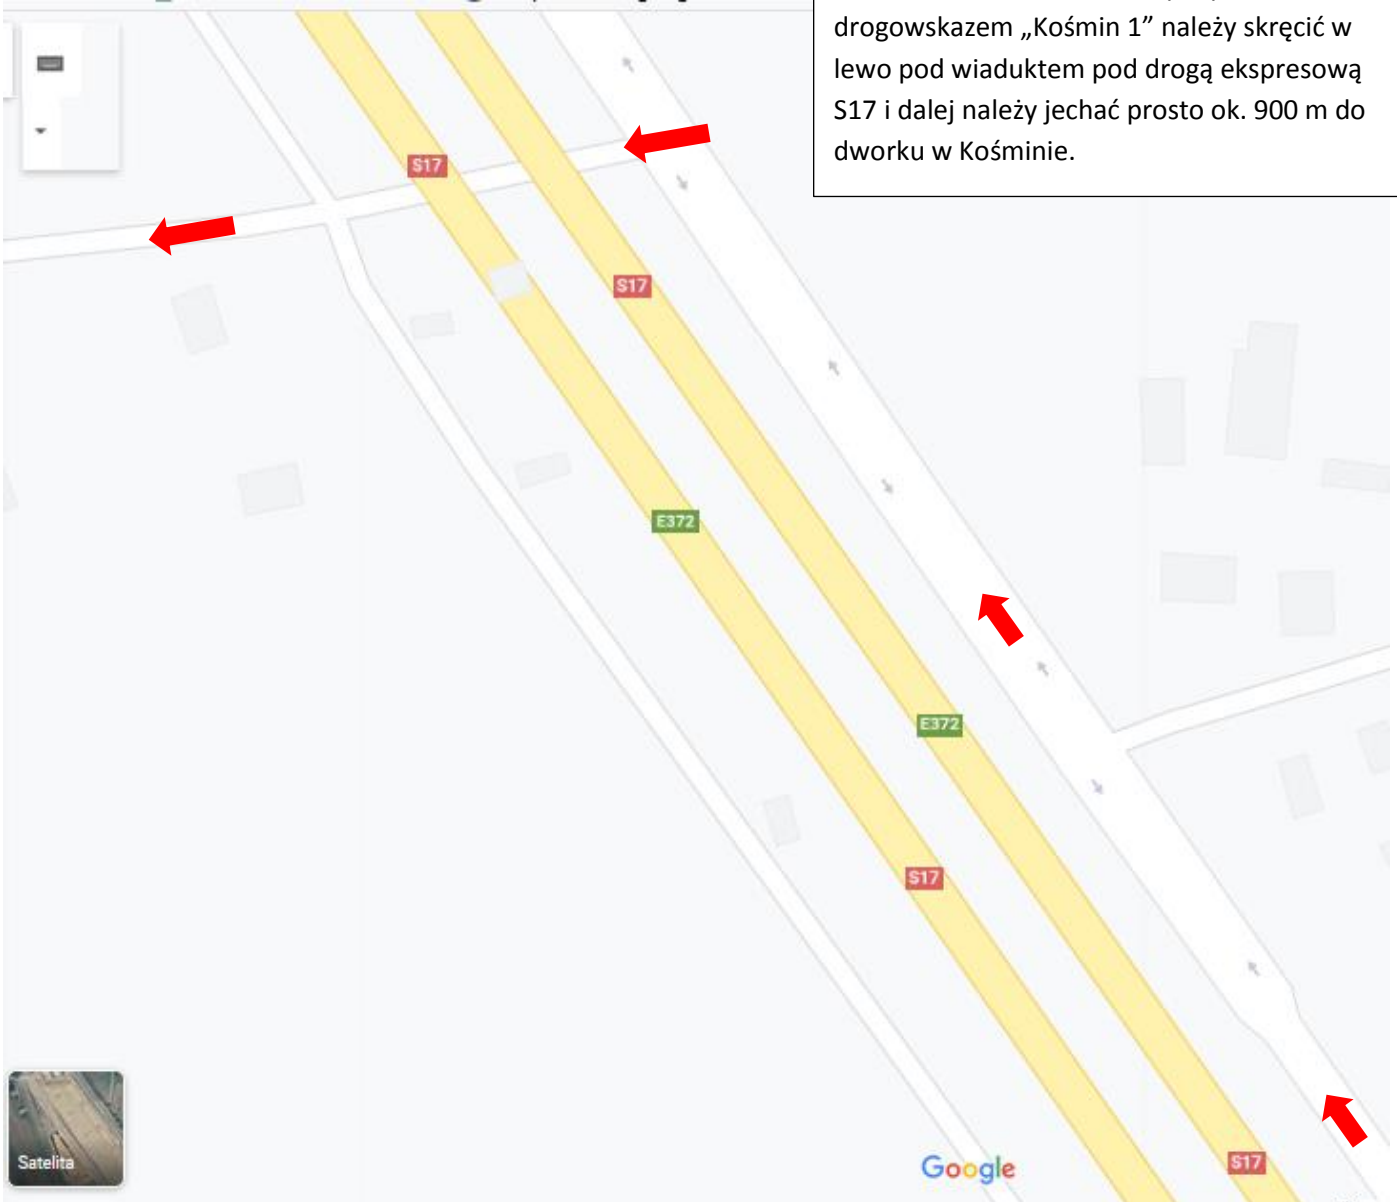 drogowskazem „Kośmin 1” należy skręcić w
lewo pod wiaduktem pod drogą ekspresową
S17 i dalej należy jechać prosto ok. 900 m do
dworku w Kośminie.
S17
S17
E372
E372
S17
S17
Satelita
Google